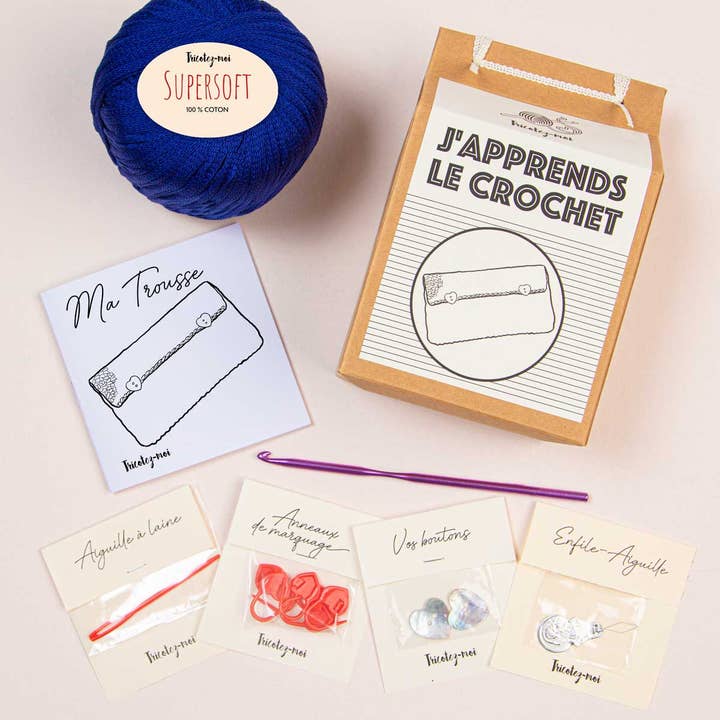 Tricotez-moi
SUPERSOFT
100 % COTON
Tricotez-moi
J'APPRENDS
LE CROCHET
Ma Trousse
Tricotez-moi
Aiguille à laine
Tricotez-moi
Anneaux
de marquage
Tricotez-moi
Vos boutons
Tricotez-moi
Enfile-Aiguille
Tricotez-moi